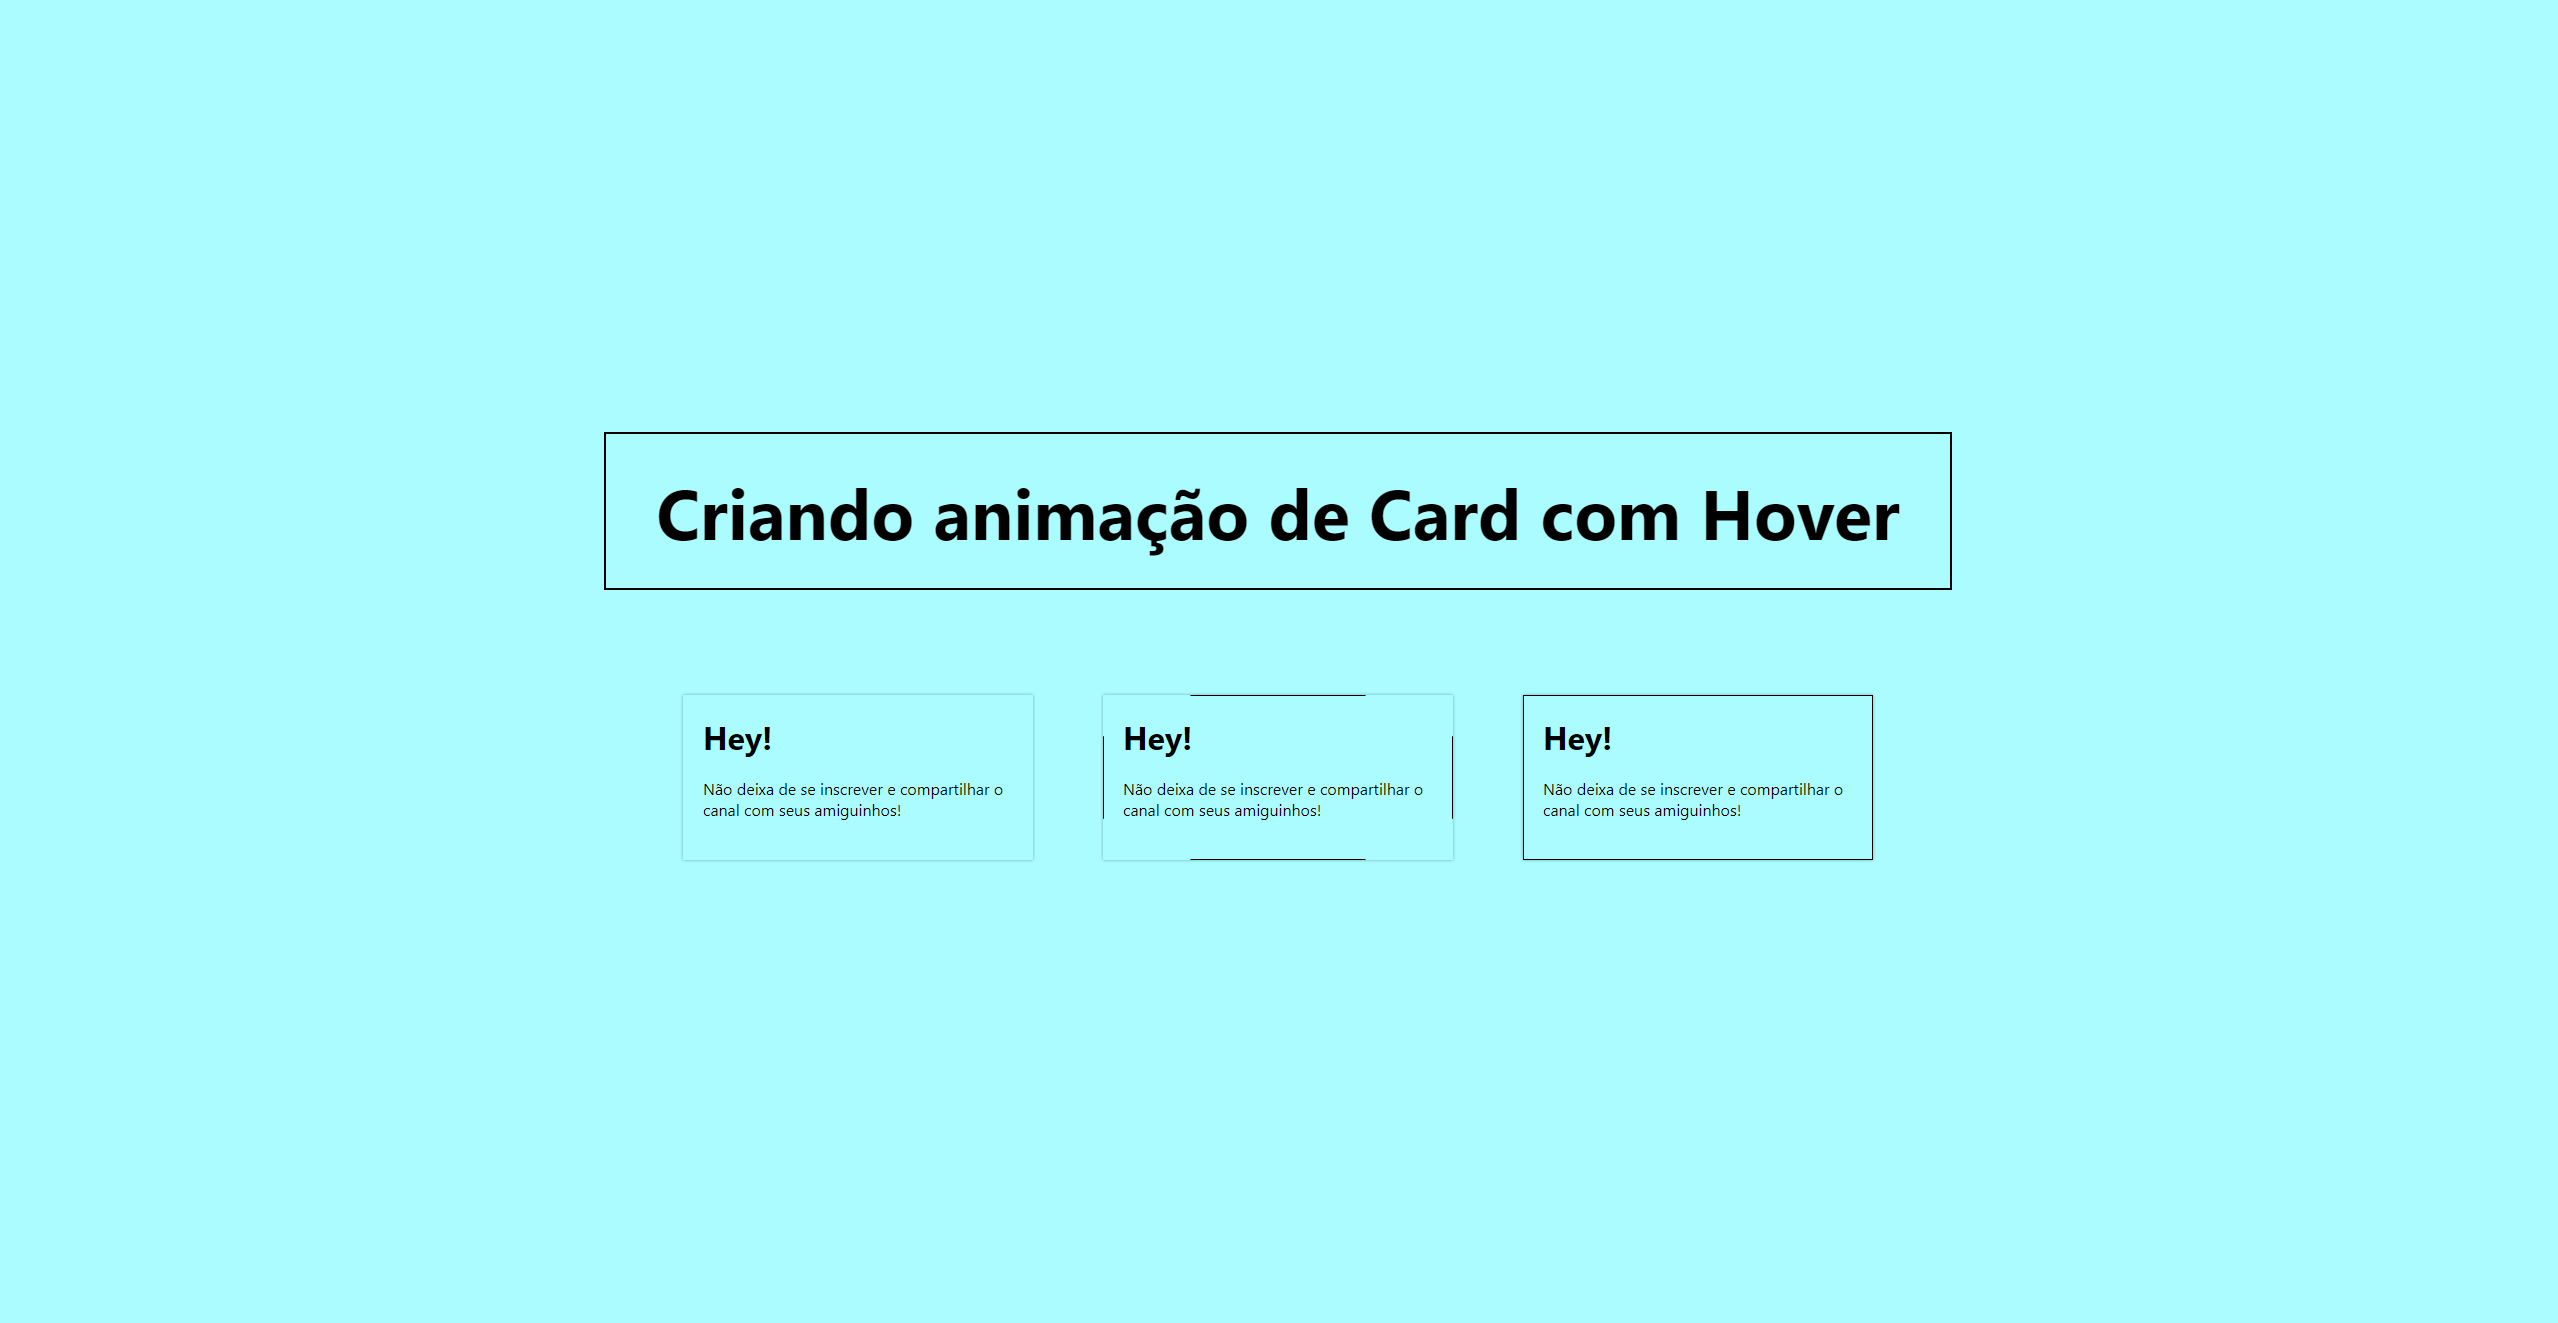 Criando animação de Card com Hover
Hey!
Não deixa de se inscrever e compartilhar o
canal com seus amiguinhos!
Hey!
Não deixa de se inscrever e compartilhar o
canal com seus amiguinhos!
Hey!
Não deixa de se inscrever e compartilhar o
canal com seus amiguinhos!